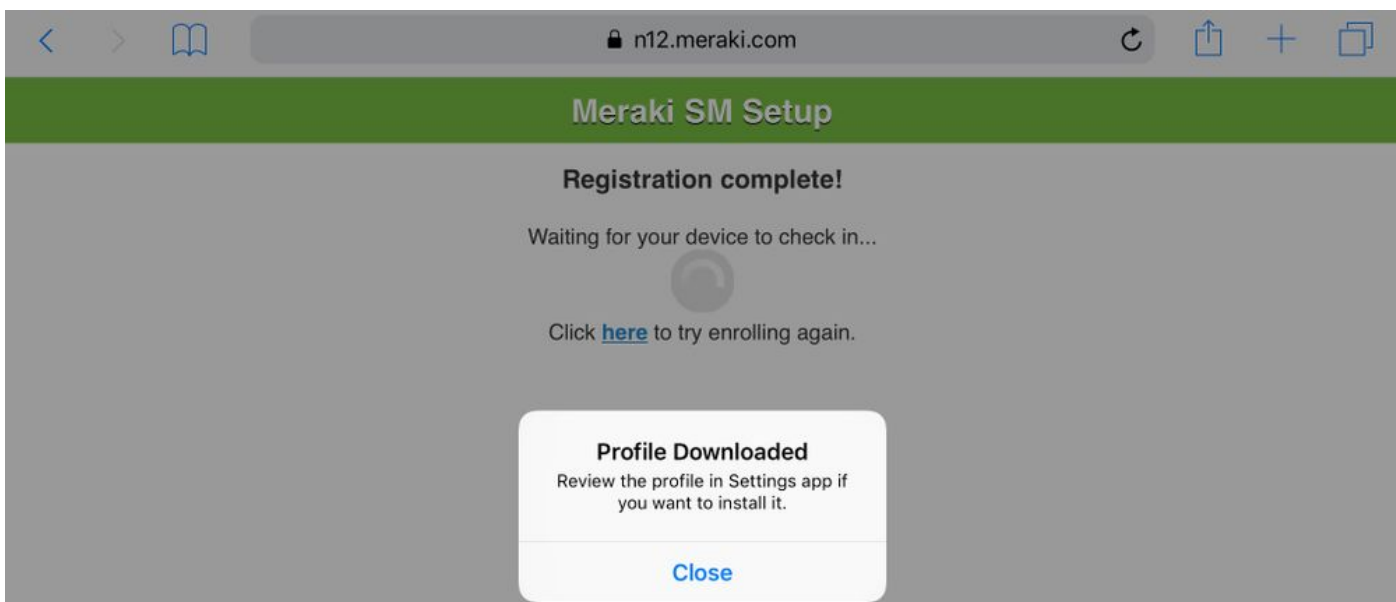 n12.meraki.com
Meraki SM Setup
Registration complete!
Waiting for your device to check in...
Click here to try enrolling again.
Profile Downloaded
Review the profile in Settings app if
you want to install it.
Close